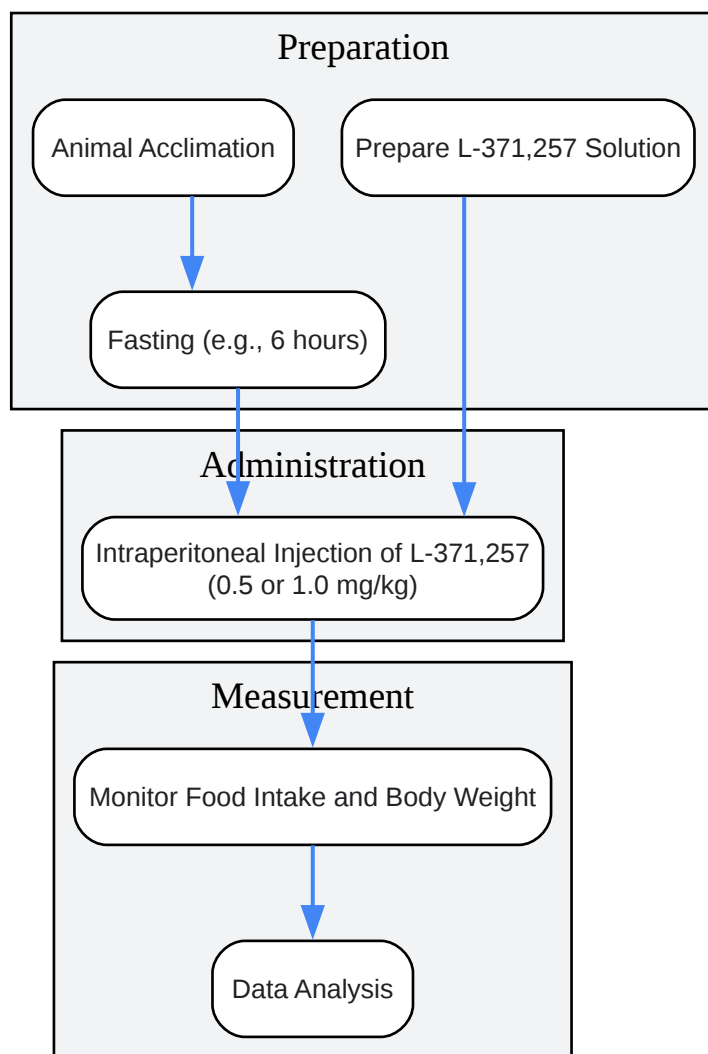 Preparation
Animal Acclimation
Prepare L-371,257 Solution
Fasting (e.g., 6 hours)
Administration
Intraperitoneal Injection of L-371,257
(0.5 or 1.0 mg/kg)
Measurement
Monitor Food Intake and Body Weight
Data Analysis